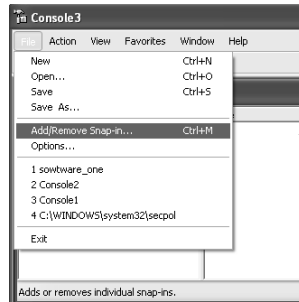 Console3
File Action View Favorites Window Help
New Ctrl+N
Open... Ctrl+O
Save Ctrl+S
Save As...
Add/Remove Snap-in... Ctrl+M
Options...
1 sowtware_one
2 Console2
3 Console1
4 C:\WINDOWS\system32\secpol
Exit
Adds or removes individual snap-ins.